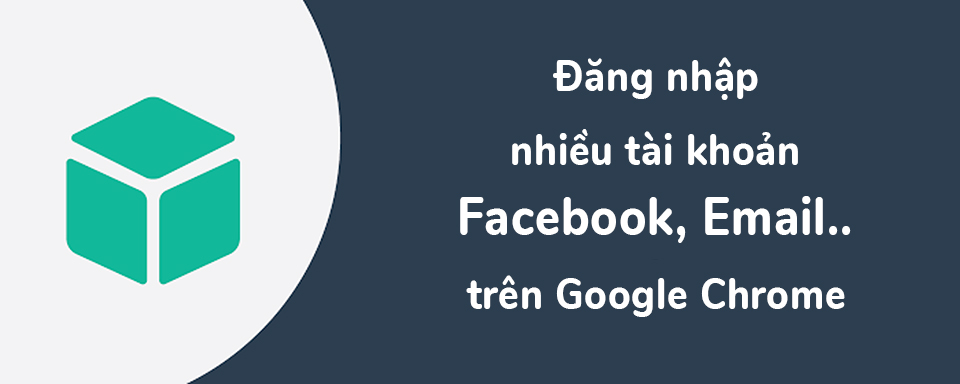 Đăng nhập
nhiều tài khoản
Facebook, Email..
trên Google Chrome